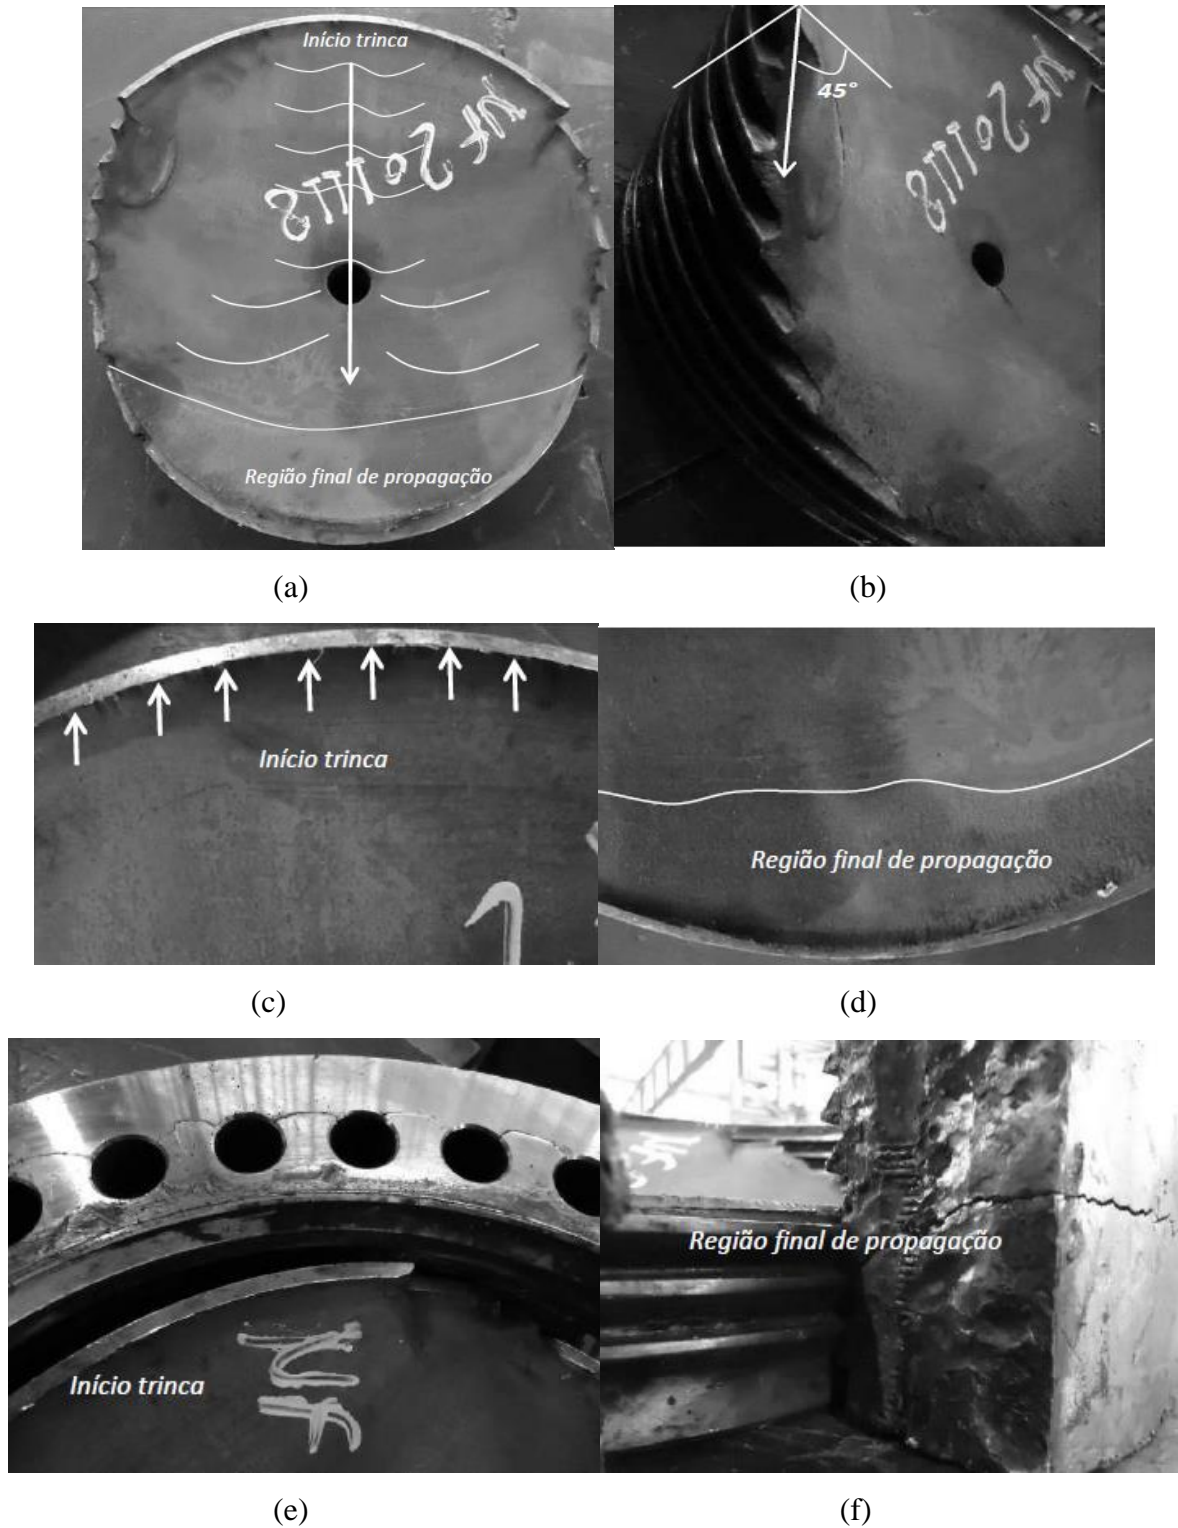 Início trinca
Região final de propagação
(a)
45°
(b)
Início trinca
(c)
Região final de propagação
(d)
Início trinca
(e)
Região final de propagação
(f)